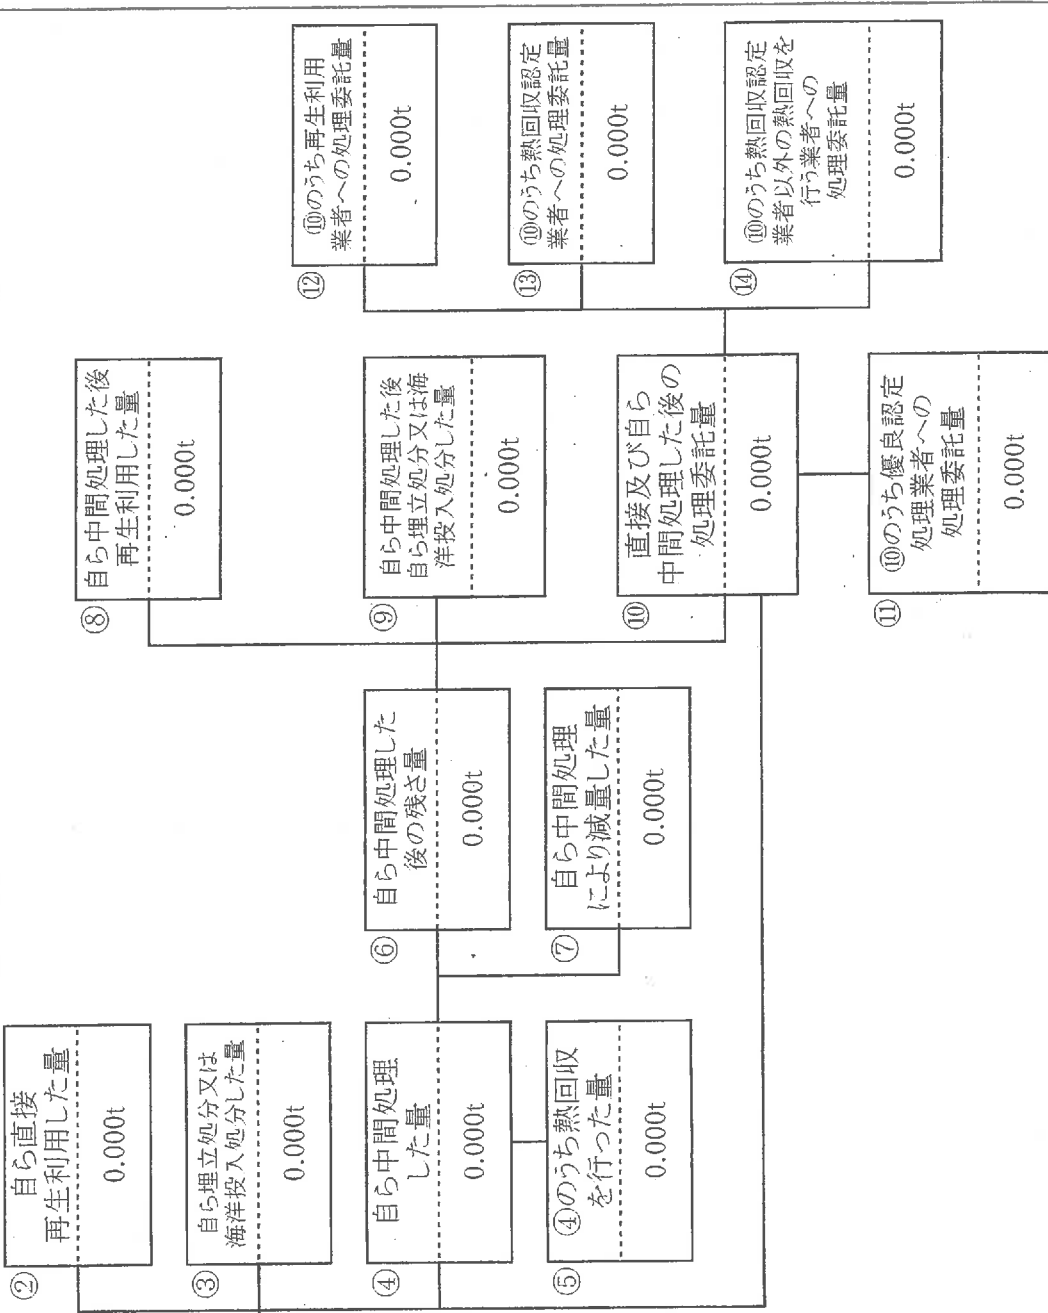 ②
自ら直接
再生利用した量
0.000t
③
自ら埋立処分又は
海洋投入処分した量
0.000t
④
自ら中間処理
した量
0.000t
⑤
④のうち熱回収
を行った量
0.000t
⑥
自ら中間処理した
後の残さ量
0.000t
⑦
自ら中間処理
により減量した量
0.000t
⑧
自ら中間処理した後
再生利用した量
0.000t
⑨
自ら中間処理した後
自ら埋立処分又は海
洋投入処分した量
0.000t
⑩
直接及び自ら
中間処理した後の
処理委託量
0.000t
⑪
⑩のうち優良認定
処理業者への
処理委託量
0.000t
⑫
⑩のうち再生利用
業者への処理委託量
0.000t
⑬
⑩のうち熱回収認定
業者への処理委託量
0.000t
⑭
⑩のうち熱回収認定
業者以外の熱回収を
行う業者への
処理委託量
0.000t